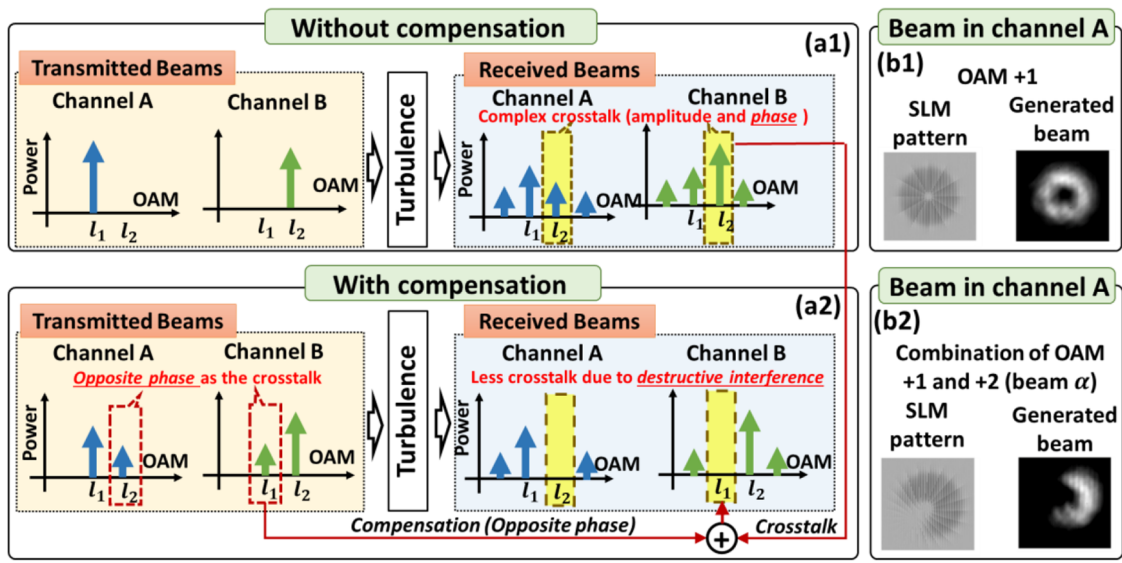 Without compensation
(a1)
Transmitted Beams
Channel A
Channel B
Power
OAM
l₁ l₂
OAM
l₁ l₂
Turbulence
Received Beams
Channel A
Channel B
Complex crosstalk (amplitude and phase )
Power
OAM
l₁ l₂
OAM
l₁ l₂
Beam in channel A
(b1)
OAM +1
SLM
pattern
Generated
beam
With compensation
(a2)
Transmitted Beams
Channel A
Channel B
Opposite phase as the crosstalk
Power
OAM
l₁ l₂
OAM
l₁ l₂
Turbulence
Received Beams
Channel A
Channel B
Less crosstalk due to destructive interference
Power
OAM
l₁ l₂
OAM
l₁ l₂
Compensation (Opposite phase)
+
Crosstalk
Beam in channel A
(b2)
Combination of OAM
+1 and +2 (beam α)
SLM
pattern
Generated
beam